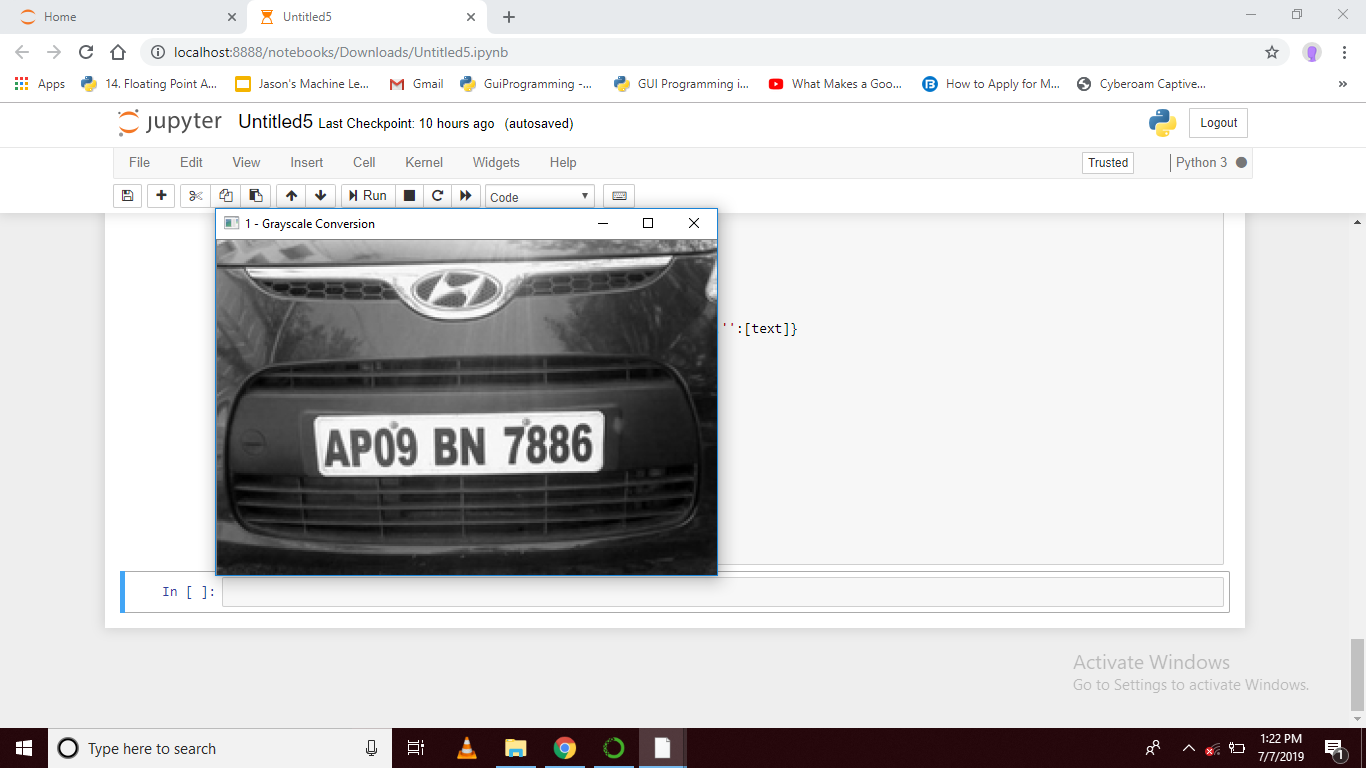 Home
Untitled5
localhost:8888/notebooks/Downloads/Untitled5.ipynb
Apps 14. Floating Point A... Jason's Machine Le... Gmail GuiProgramming -... GUI Programming i... What Makes a Goo... How to Apply for M... Cyberoam Captive... »
jupyter Untitled5 Last Checkpoint: 10 hours ago (autosaved) Logout
File Edit View Insert Cell Kernel Widgets Help Trusted Python 3
Run Code
1 - Grayscale Conversion
'':[text]}
AP09 BN 7886
In [ ]:
Activate Windows
Go to Settings to activate Windows.
Type here to search
1:22 PM
7/7/2019
1